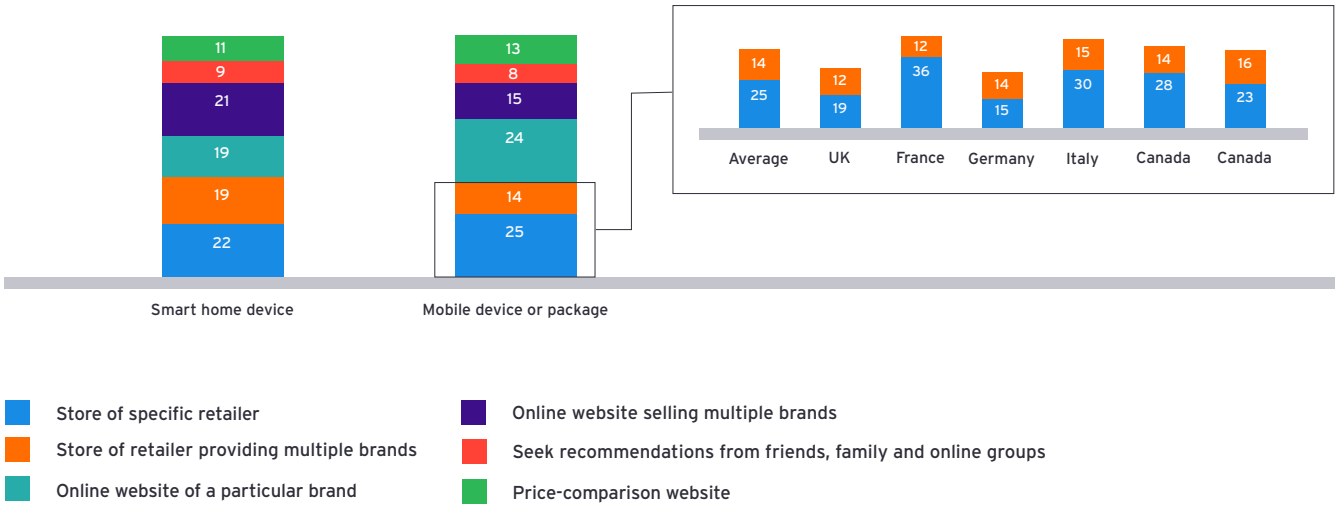 11
9
21
19
19
22
Smart home device
13
8
15
24
14
25
Mobile device or package
14 12 12 14 15 14 16
25 19 36 15 30 28 23
Average UK France Germany Italy Canada Canada
Store of specific retailer
Store of retailer providing multiple brands
Online website of a particular brand
Online website selling multiple brands
Seek recommendations from friends, family and online groups
Price-comparison website